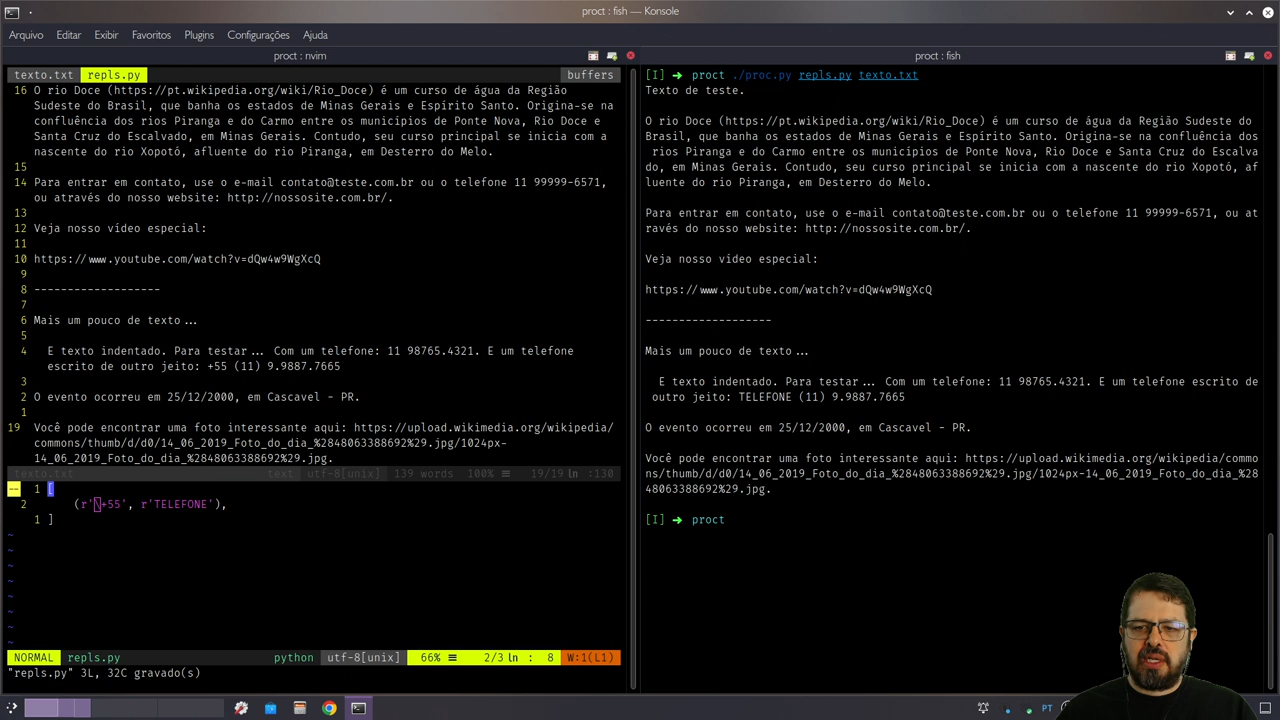 proct : fish — Konsole
Arquivo Editar Exibir Favoritos Plugins Configurações Ajuda
proct : nvim
texto.txt repls.py buffers
16 O rio Doce (https://pt.wikipedia.org/wiki/Rio_Doce) é um curso de água da Região
Sudeste do Brasil, que banha os estados de Minas Gerais e Espírito Santo. Origina-se na
confluência dos rios Piranga e do Carmo entre os municípios de Ponte Nova, Rio Doce e
Santa Cruz do Escalvado, em Minas Gerais. Contudo, seu curso principal se inicia com a
nascente do rio Xopotó, afluente do rio Piranga, em Desterro do Melo.
15
14 Para entrar em contato, use o e-mail contato@teste.com.br ou o telefone 11 99999-6571,
ou através do nosso website: http://nossosite.com.br/.
13
12 Veja nosso vídeo especial:
11
10 https://www.youtube.com/watch?v=dQw4w9WgXcQ
9
8 -------------------
7
6 Mais um pouco de texto...
5
4 E texto indentado. Para testar... Com um telefone: 11 98765.4321. E um telefone
escrito de outro jeito: +55 (11) 9.9887.7665
3
2 O evento ocorreu em 25/12/2000, em Cascavel - PR.
1
19 Você pode encontrar uma foto interessante aqui: https://upload.wikimedia.org/wikipedia/
commons/thumb/d/d0/14_06_2019_Foto_do_dia_%2848063388692%29.jpg/1024px-
14_06_2019_Foto_do_dia_%2848063388692%29.jpg.
texto.txt text utf-8[unix] 139 words 100% ≡ 19/19 ln :130
-- 1 [
2 (r'\+55', r'TELEFONE'),
1 ]
~
~
~
~
~
~
~
~
NORMAL repls.py python utf-8[unix] 66% ≡ 2/3 ln : 8 W:1(L1)
"repls.py" 3L, 32C gravado(s)
proct : fish
[I] ➜ proct ./proc.py repls.py texto.txt
Texto de teste.
O rio Doce (https://pt.wikipedia.org/wiki/Rio_Doce) é um curso de água da Região Sudeste do
Brasil, que banha os estados de Minas Gerais e Espírito Santo. Origina-se na confluência dos
rios Piranga e do Carmo entre os municípios de Ponte Nova, Rio Doce e Santa Cruz do Escalva
do, em Minas Gerais. Contudo, seu curso principal se inicia com a nascente do rio Xopotó, af
luente do rio Piranga, em Desterro do Melo.
Para entrar em contato, use o e-mail contato@teste.com.br ou o telefone 11 99999-6571, ou at
ravés do nosso website: http://nossosite.com.br/.
Veja nosso vídeo especial:
https://www.youtube.com/watch?v=dQw4w9WgXcQ
-------------------
Mais um pouco de texto...
E texto indentado. Para testar... Com um telefone: 11 98765.4321. E um telefone escrito de
outro jeito: TELEFONE (11) 9.9887.7665
O evento ocorreu em 25/12/2000, em Cascavel - PR.
Você pode encontrar uma foto interessante aqui: https://upload.wikimedia.org/wikipedia/commo
ns/thumb/d/d0/14_06_2019_Foto_do_dia_%2848063388692%29.jpg/1024px-14_06_2019_Foto_do_dia_%28
48063388692%29.jpg.
[I] ➜ proct
PT